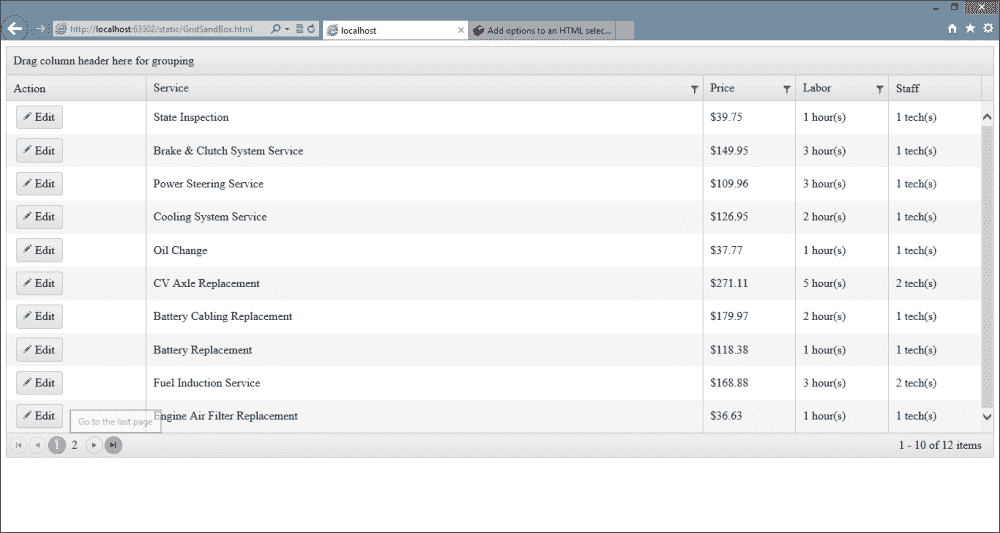 http://localhost:63302/static/GridSandBox.html
localhost
Add options to an HTML selec...
Drag column header here for grouping
Action Service Price Labor Staff
Edit State Inspection $39.75 1 hour(s) 1 tech(s)
Edit Brake & Clutch System Service $149.95 3 hour(s) 1 tech(s)
Edit Power Steering Service $109.96 3 hour(s) 1 tech(s)
Edit Cooling System Service $126.95 2 hour(s) 1 tech(s)
Edit Oil Change $37.77 1 hour(s) 1 tech(s)
Edit CV Axle Replacement $271.11 5 hour(s) 2 tech(s)
Edit Battery Cabling Replacement $179.97 2 hour(s) 1 tech(s)
Edit Battery Replacement $118.38 1 hour(s) 1 tech(s)
Edit Fuel Induction Service $168.88 3 hour(s) 2 tech(s)
Edit Engine Air Filter Replacement $36.63 1 hour(s) 1 tech(s)
Go to the last page
1 2 1 - 10 of 12 items